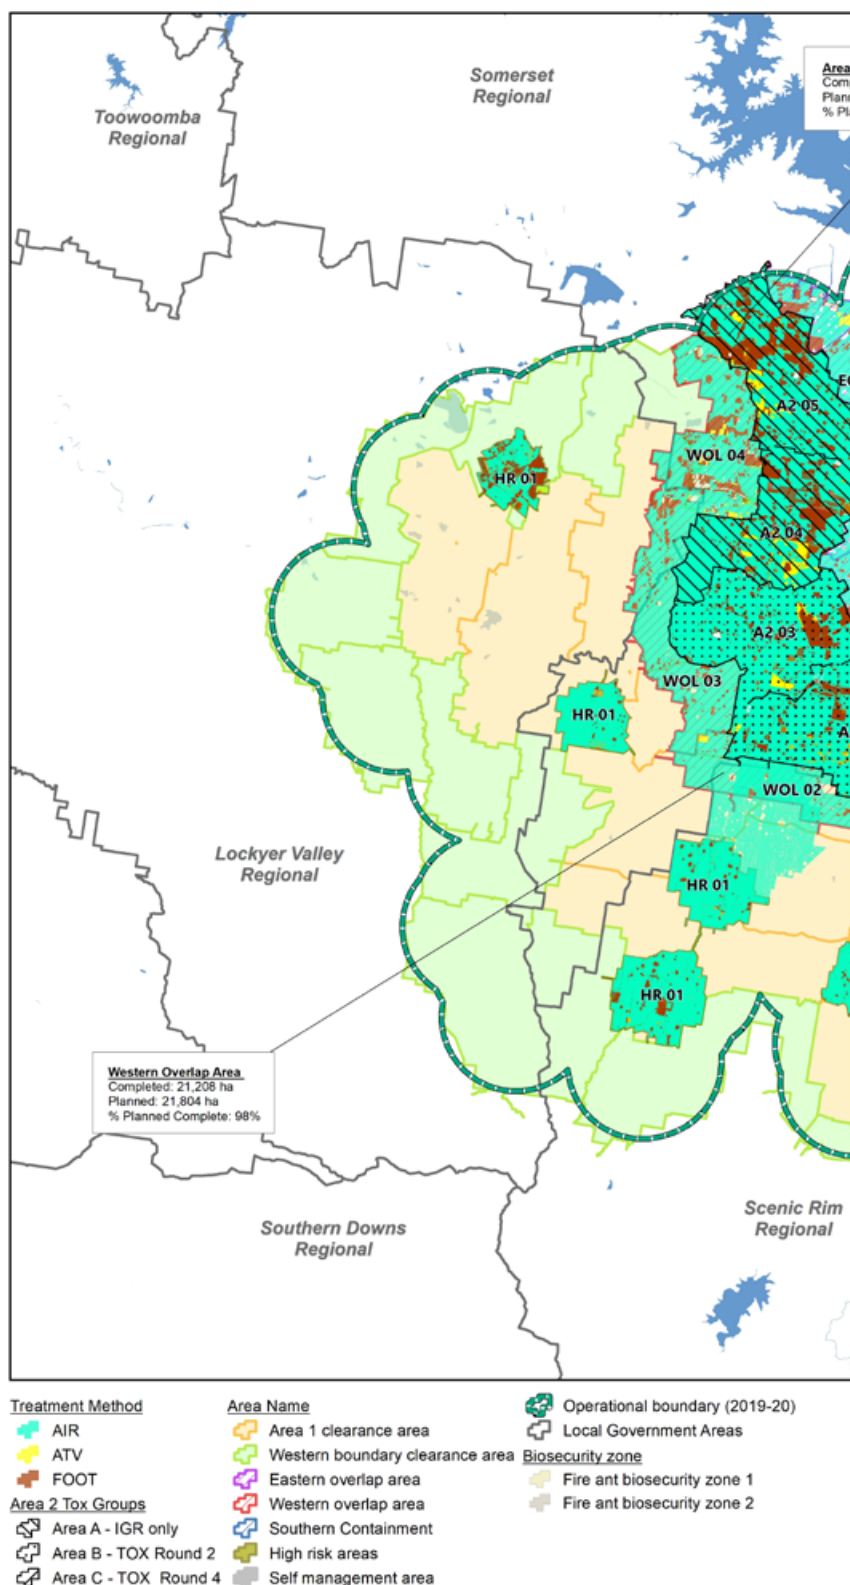 Somerset
Regional
Toowoomba
Regional
Area
Comp
Plann
% Pla
A2 05
WOL 04
HR 01
A2 04
A2 03
WOL 03
HR 01
WOL 02
HR 01
Lockyer Valley
Regional
HR 01
Western Overlap Area
Completed: 21,208 ha
Planned: 21,804 ha
% Planned Complete: 98%
Scenic Rim
Regional
Southern Downs
Regional
Treatment Method
AIR
ATV
FOOT
Area 2 Tox Groups
Area A - IGR only
Area B - TOX Round 2
Area C - TOX Round 4
Area Name
Area 1 clearance area
Western boundary clearance area
Eastern overlap area
Western overlap area
Southern Containment
High risk areas
Self management area
Operational boundary (2019-20)
Local Government Areas
Biosecurity zone
Fire ant biosecurity zone 1
Fire ant biosecurity zone 2